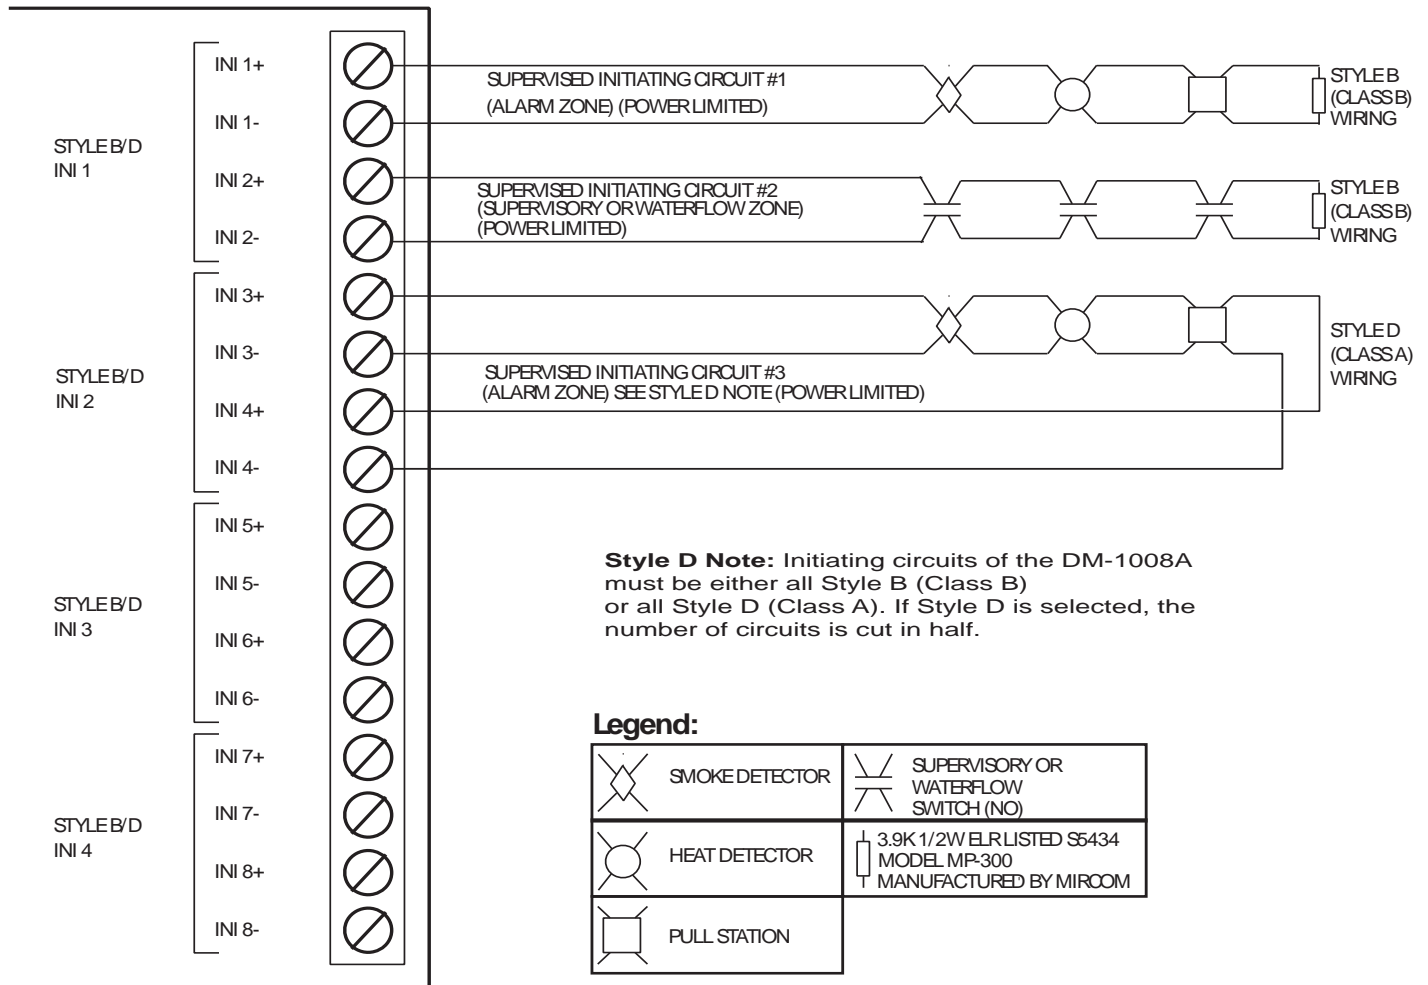 INI 1+
INI 1-
INI 2+
INI 2-
STYLE B/D
INI 1
INI 3+
INI 3-
INI 4+
INI 4-
STYLE B/D
INI 2
INI 5+
INI 5-
INI 6+
INI 6-
STYLE B/D
INI 3
INI 7+
INI 7-
INI 8+
INI 8-
STYLE B/D
INI 4
SUPERVISED INITIATING CIRCUIT #1
(ALARM ZONE) (POWER LIMITED)
STYLE B
(CLASS B)
WIRING
SUPERVISED INITIATING CIRCUIT #2
(SUPERVISORY OR WATERFLOW ZONE)
(POWER LIMITED)
STYLE B
(CLASS B)
WIRING
SUPERVISED INITIATING CIRCUIT #3
(ALARM ZONE) SEE STYLE D NOTE (POWER LIMITED)
STYLE D
(CLASS A)
WIRING
Style D Note: Initiating circuits of the DM-1008A
must be either all Style B (Class B)
or all Style D (Class A). If Style D is selected, the
number of circuits is cut in half.
Legend:
SMOKE DETECTOR
SUPERVISORY OR
WATERFLOW
SWITCH (NO)
HEAT DETECTOR
3.9K 1/2W ELR LISTED S5434
MODEL MP-300
MANUFACTURED BY MIRCOM
PULL STATION